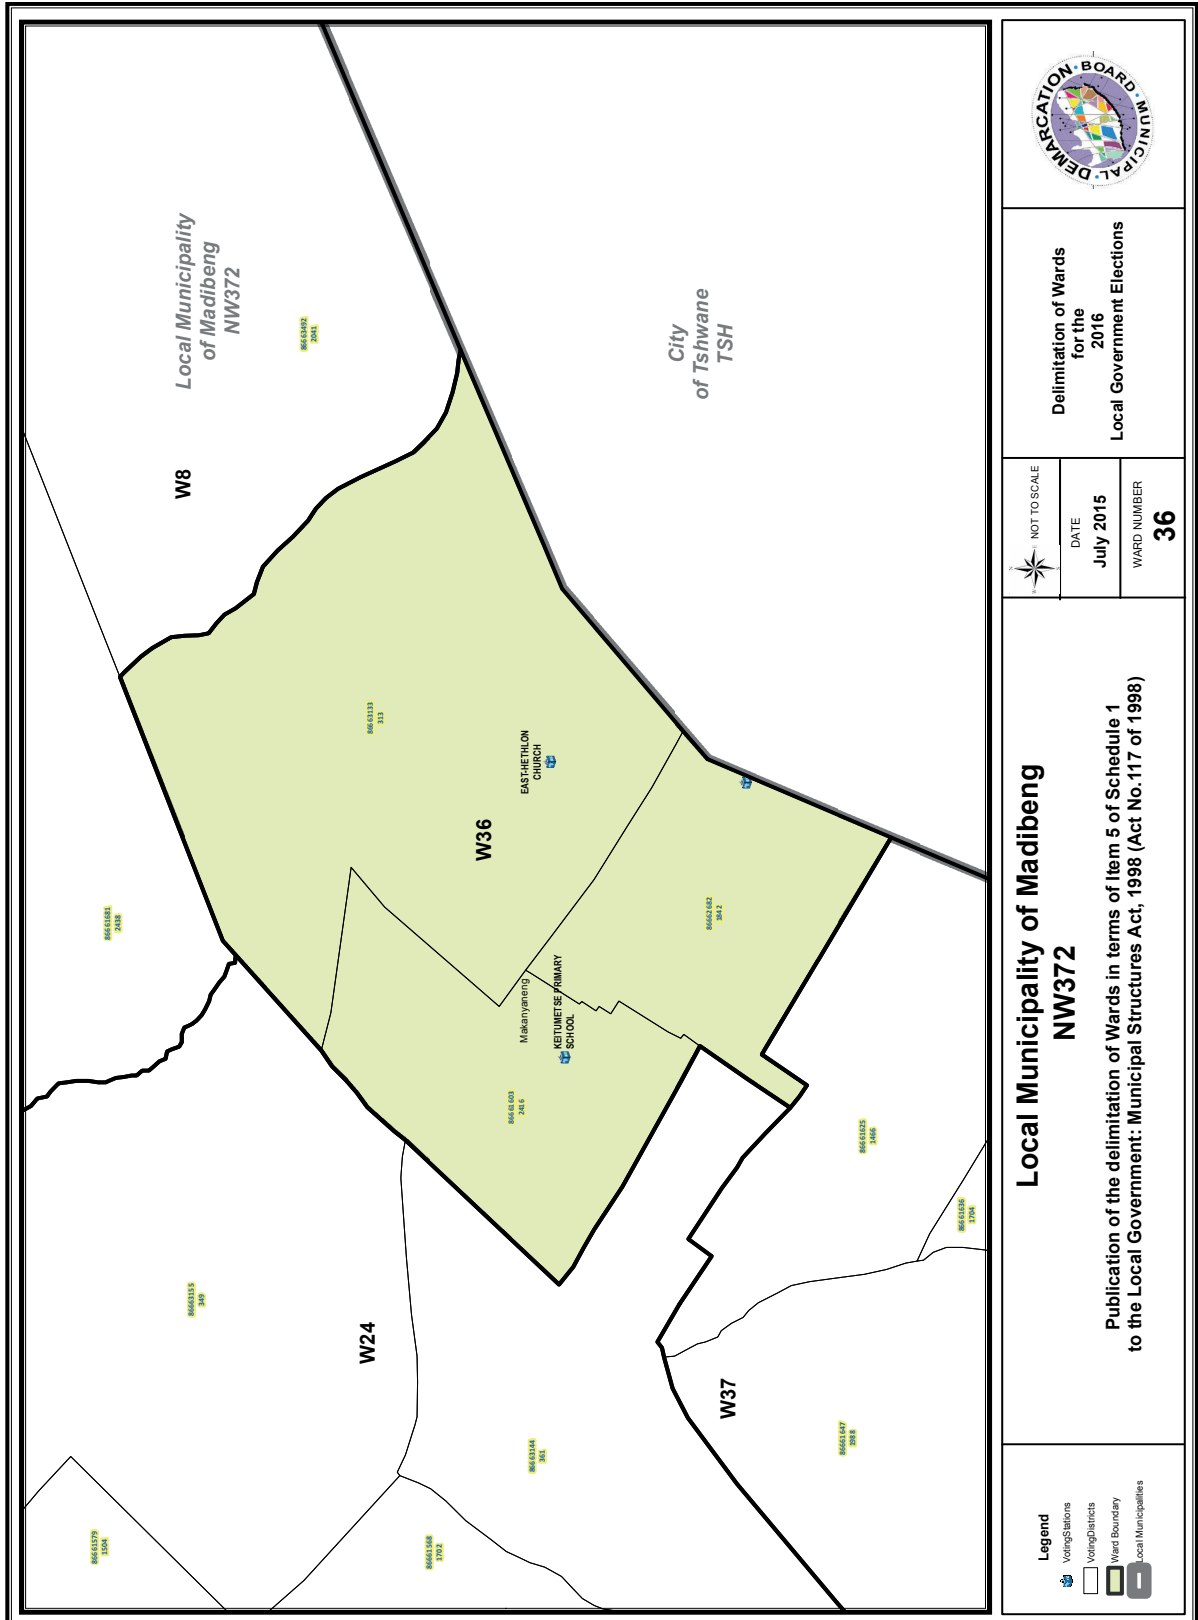 Local Municipality
of Madibeng
NW372
86663492
2041
W8
City
of Tshwane
TSH
86663133
313
EAST-HETHLON
CHURCH
W36
86661681
2438
86662682
1842
Makanyaneng
KEITUMETSE PRIMARY
SCHOOL
86661603
2416
86661625
1466
86661636
1704
86663155
349
W24
W37
86663144
361
86661647
1988
86661579
1504
86661568
1702
Legend
VotingStations
VotingDistricts
Ward Boundary
Local Municipalities
Local Municipality of Madibeng
NW372
Publication of the delimitation of Wards in terms of Item 5 of Schedule 1
to the Local Government: Municipal Structures Act, 1998 (Act No.117 of 1998)
NOT TO SCALE
DATE
July 2015
WARD NUMBER
36
Delimitation of Wards
for the
2016
Local Government Elections
MUNICIPAL · DEMARCATION · BOARD